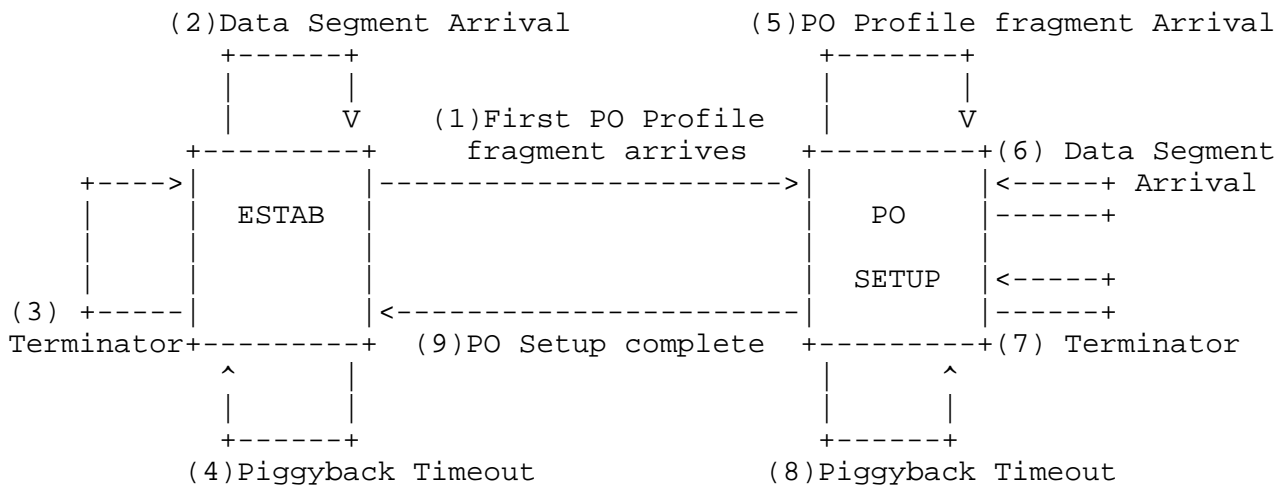 (2)Data Segment Arrival (5)PO Profile fragment Arrival
(1)First PO Profile
fragment arrives (6) Data Segment
Arrival
ESTAB PO
SETUP
(3)
Terminator (9)PO Setup complete (7) Terminator
(4)Piggyback Timeout (8)Piggyback Timeout